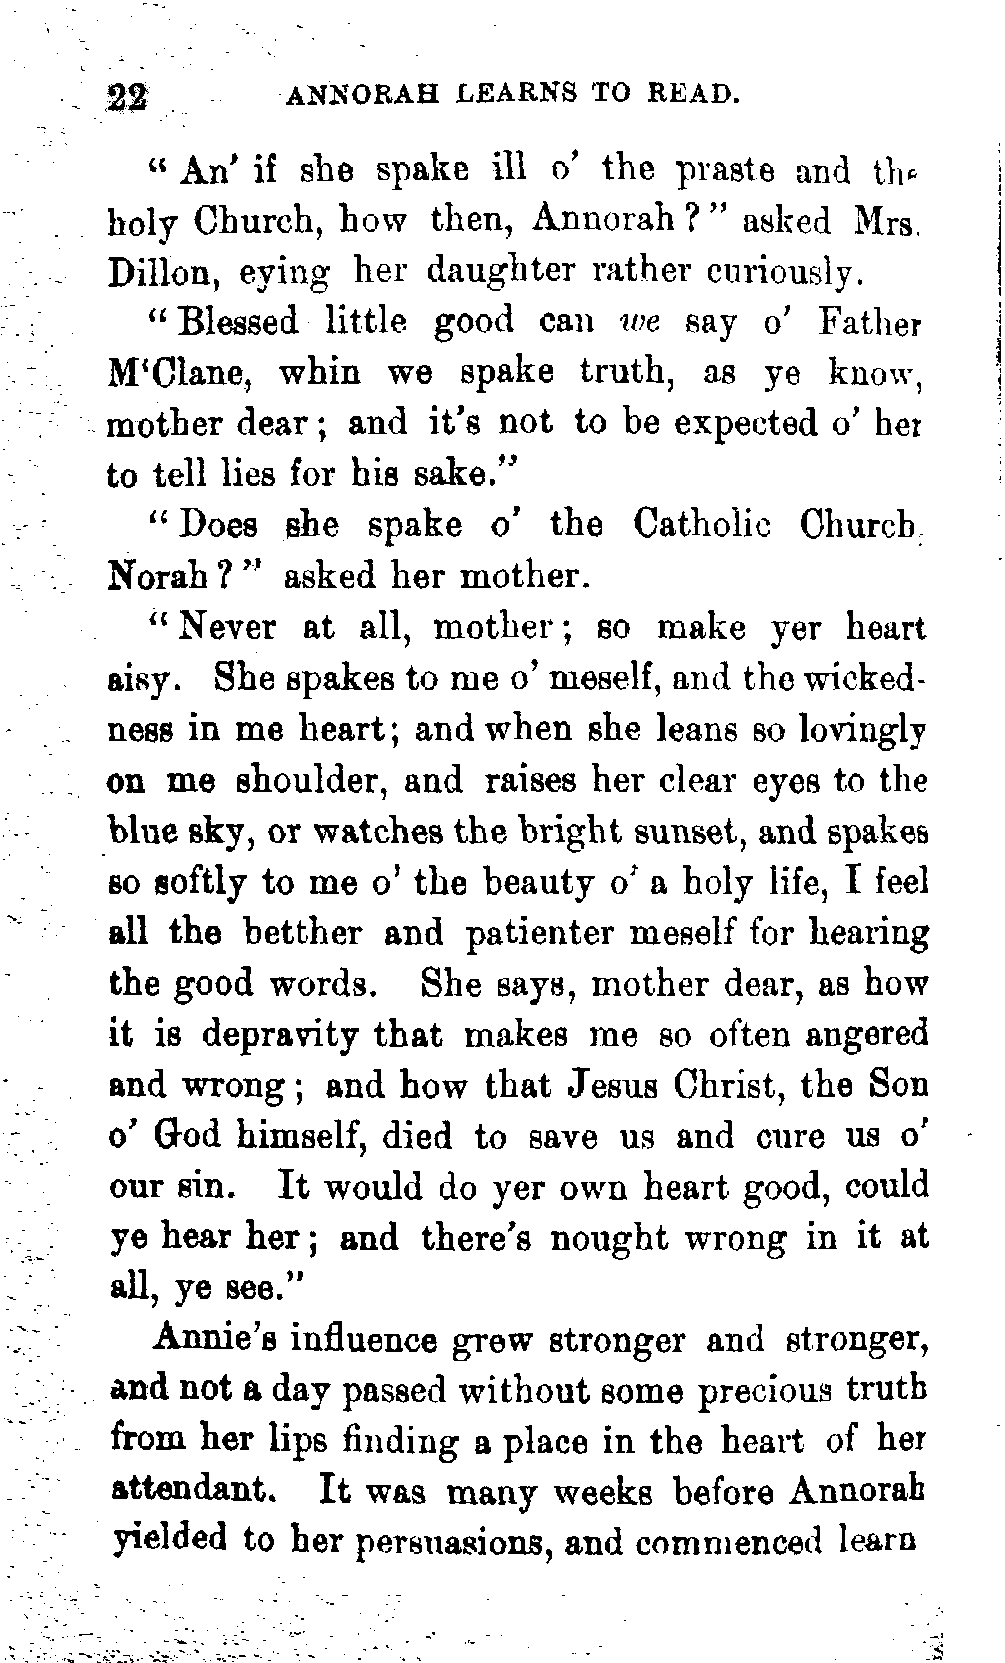 22 ANNORAH LEARNS TO READ.
" An' if she spake ill o' the praste and the
holy Church, how then, Annorah?" asked Mrs.
Dillon, eying her daughter rather curiously.
" Blessed little good can we say o' Father
M‘Clane, whin we spake truth, as ye know,
mother dear; and it's not to be expected o' her
to tell lies for his sake."
" Does she spake o' the Catholic Church,
Norah?" asked her mother.
" Never at all, mother; so make yer heart
aisy. She spakes to me o' meself, and the wicked-
ness in me heart; and when she leans so lovingly
on me shoulder, and raises her clear eyes to the
blue sky, or watches the bright sunset, and spakes
so softly to me o' the beauty o' a holy life, I feel
all the betther and patienter meself for hearing
the good words. She says, mother dear, as how
it is depravity that makes me so often angered
and wrong; and how that Jesus Christ, the Son
o' God himself, died to save us and cure us o'
our sin. It would do yer own heart good, could
ye hear her; and there's nought wrong in it at
all, ye see."
Annie's influence grew stronger and stronger,
and not a day passed without some precious truth
from her lips finding a place in the heart of her
attendant. It was many weeks before Annorah
yielded to her persuasions, and commenced learn